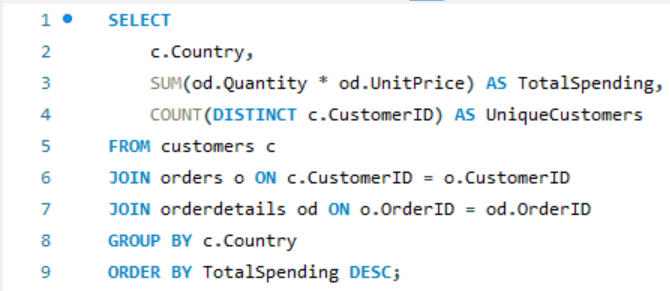 1 SELECT
2 c.Country,
3 SUM(od.Quantity * od.UnitPrice) AS TotalSpending,
4 COUNT(DISTINCT c.CustomerID) AS UniqueCustomers
5 FROM customers c
6 JOIN orders o ON c.CustomerID = o.CustomerID
7 JOIN orderdetails od ON o.OrderID = od.OrderID
8 GROUP BY c.Country
9 ORDER BY TotalSpending DESC;